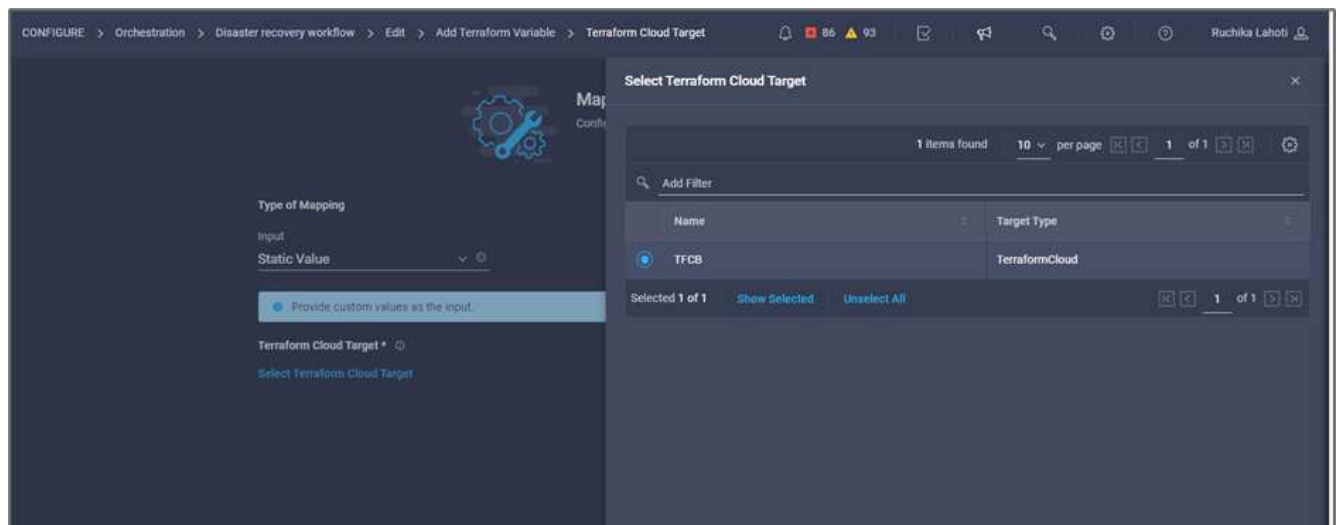 CONFIGURE > Orchestration > Disaster recovery workflow > Edit > Add Terraform Variable > Terraform Cloud Target 86 93 Ruchika Lahoti
Select Terraform Cloud Target
Map
Confi
1 items found 10 per page 1 of 1
Add Filter
Type of Mapping
Name Target Type
Input
Static Value
TFCB TerraformCloud
Selected 1 of 1 Show Selected Unselect All 1 of 1
Provide custom values as the input.
Terraform Cloud Target *
Select Terraform Cloud Target